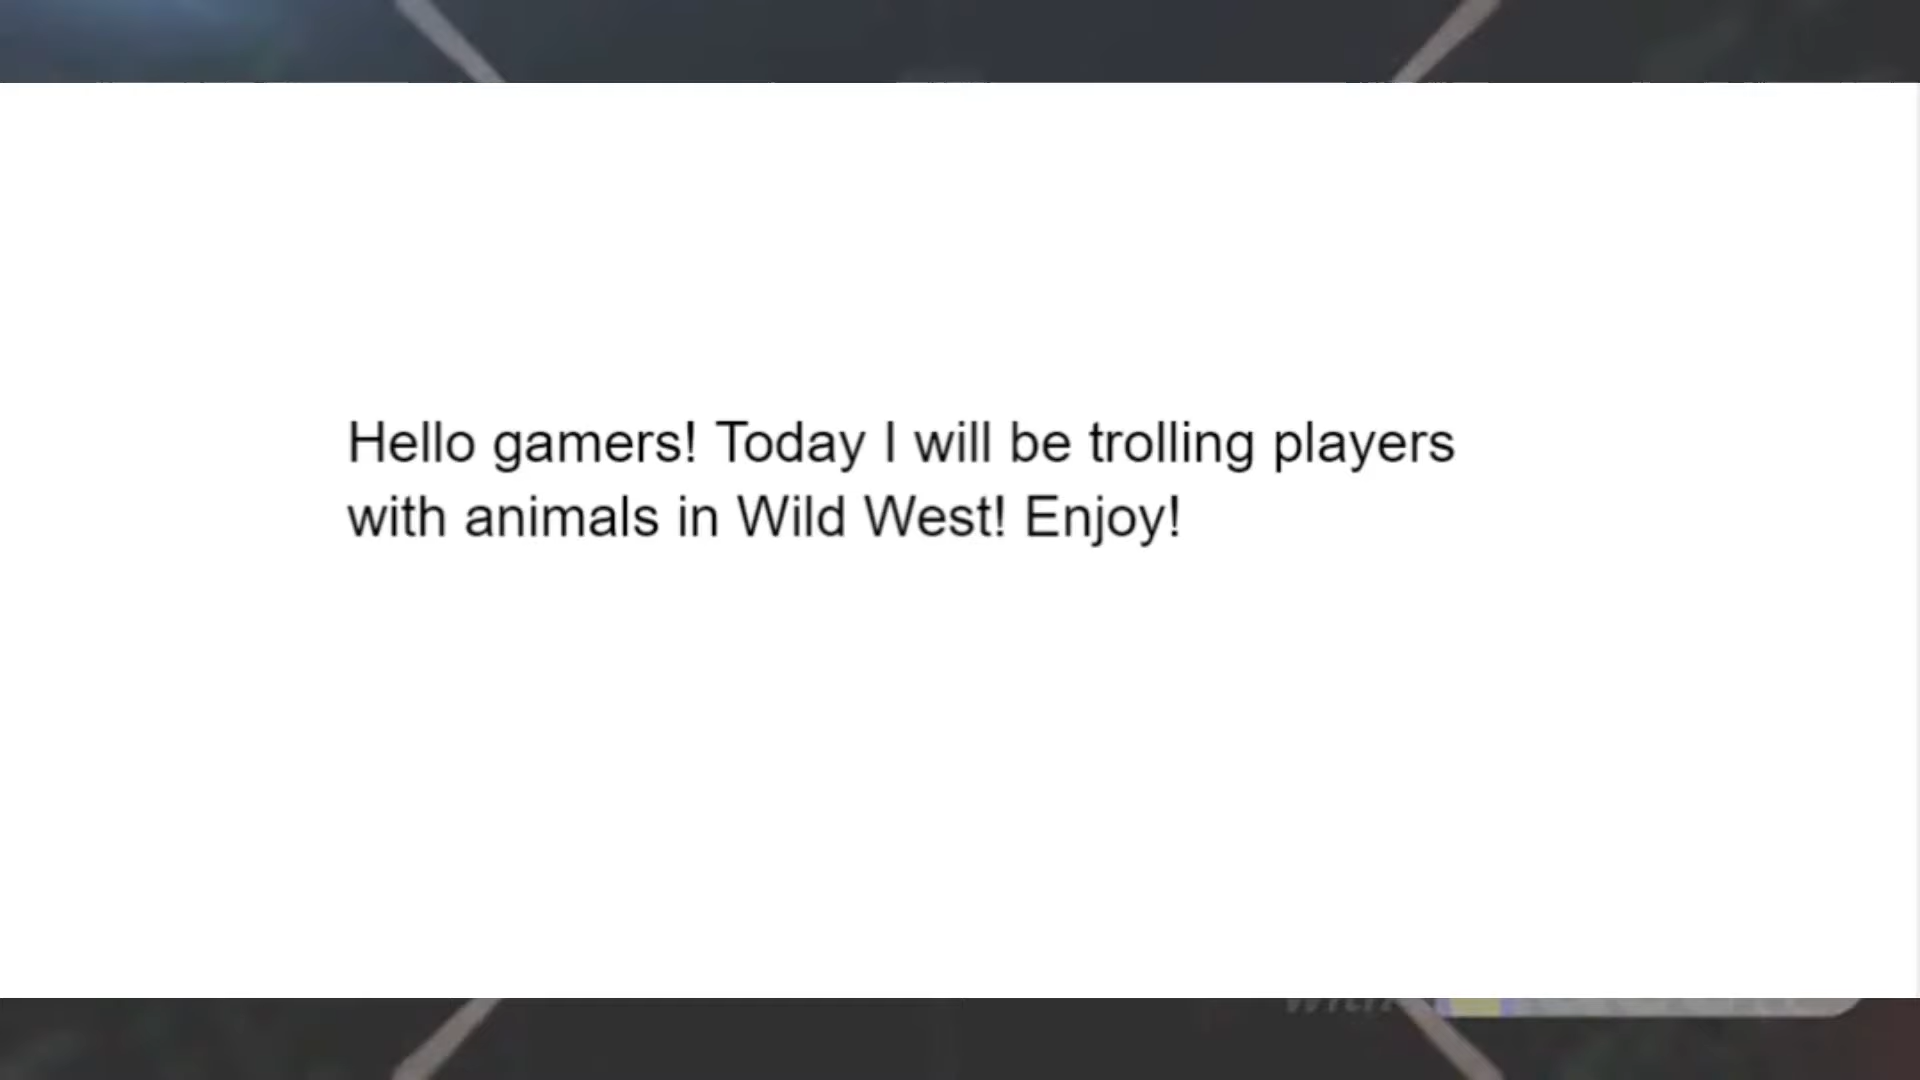 Hello gamers! Today I will be trolling players
with animals in Wild West! Enjoy!